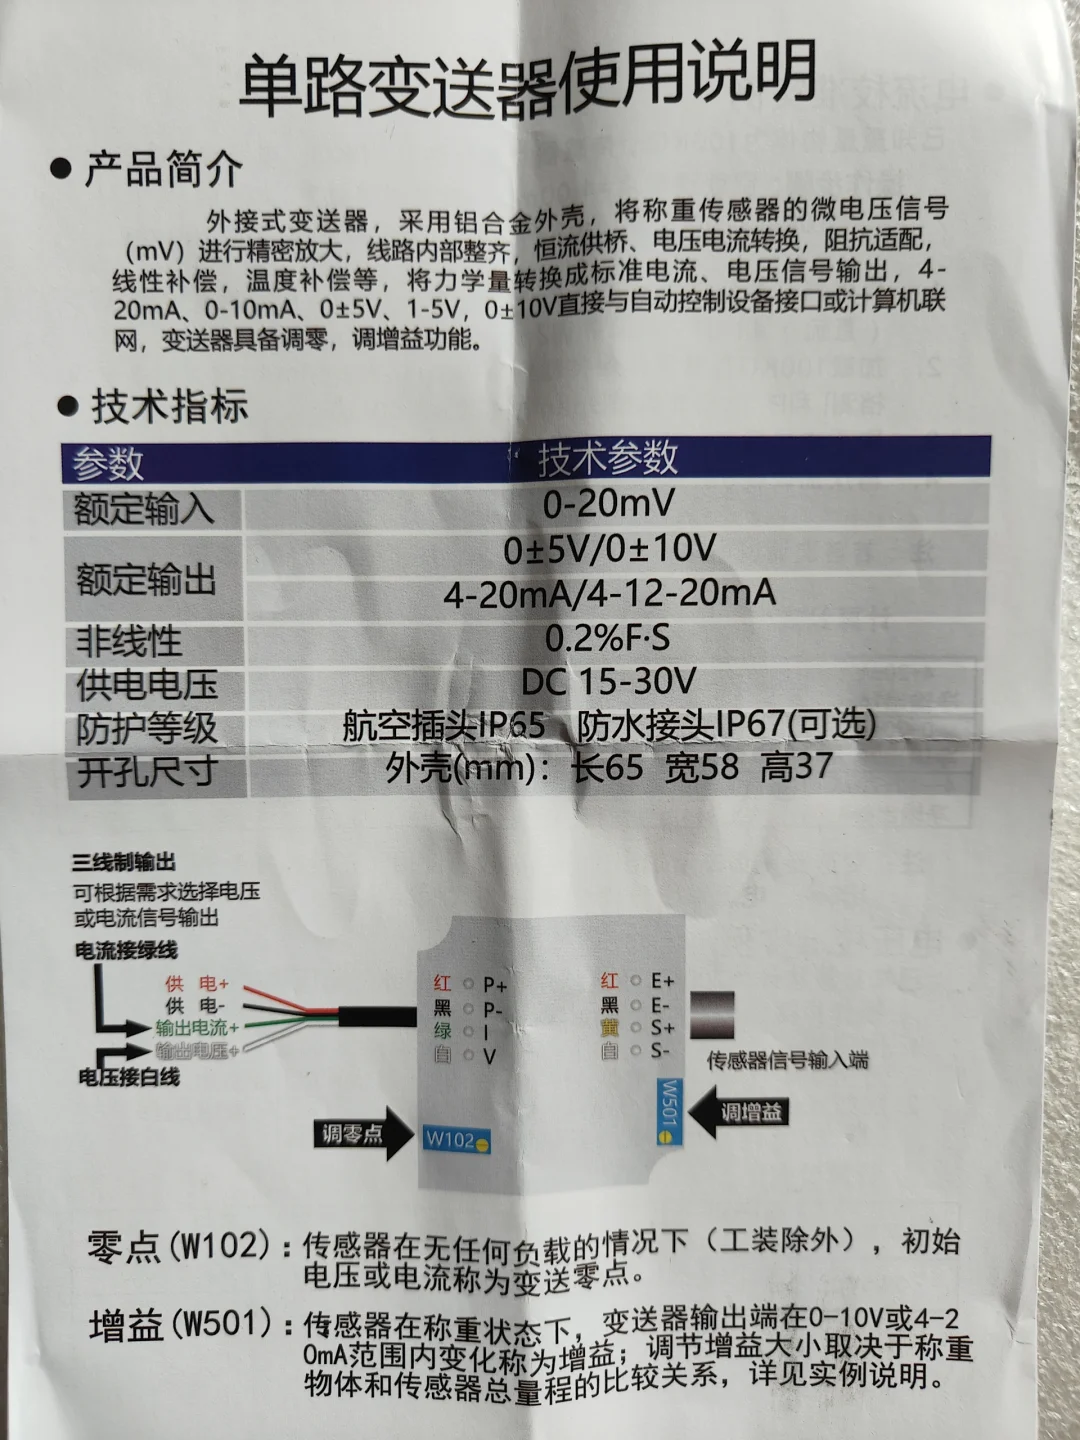 单路变送器使用说明
● 产品简介
外接式变送器，采用铝合金外壳，将称重传感器的微电压信号
（mV）进行精密放大，线路内部整齐，恒流供桥、电压电流转换，阻抗适配，
线性补偿，温度补偿等，将力学量转换成标准电流、电压信号输出，4-
20mA、0-10mA、0±5V、1-5V，0±10V直接与自动控制设备接口或计算机联
网，变送器具备调零，调增益功能。
● 技术指标
参数 技术参数
额定输入 0-20mV
额定输出 0±5V/0±10V
4-20mA/4-12-20mA
非线性 0.2%F·S
供电电压 DC 15-30V
防护等级 航空插头IP65 防水接头IP67(可选)
开孔尺寸 外壳(mm)：长65 宽58 高37
三线制输出
可根据需求选择电压
或电流信号输出
电流接绿线
供 电+
供 电-
输出电流+
输出电压+
电压接白线
红 P+
黑 P-
绿 I
白 V
红 E+
黑 E-
黄 S+
白 S-
传感器信号输入端
W501
调增益
调零点
W102
零点(W102)：传感器在无任何负载的情况下（工装除外），初始
电压或电流称为变送零点。
增益(W501)：传感器在称重状态下，变送器输出端在0-10V或4-2
0mA范围内变化称为增益；调节增益大小取决于称重
物体和传感器总量程的比较关系，详见实例说明。